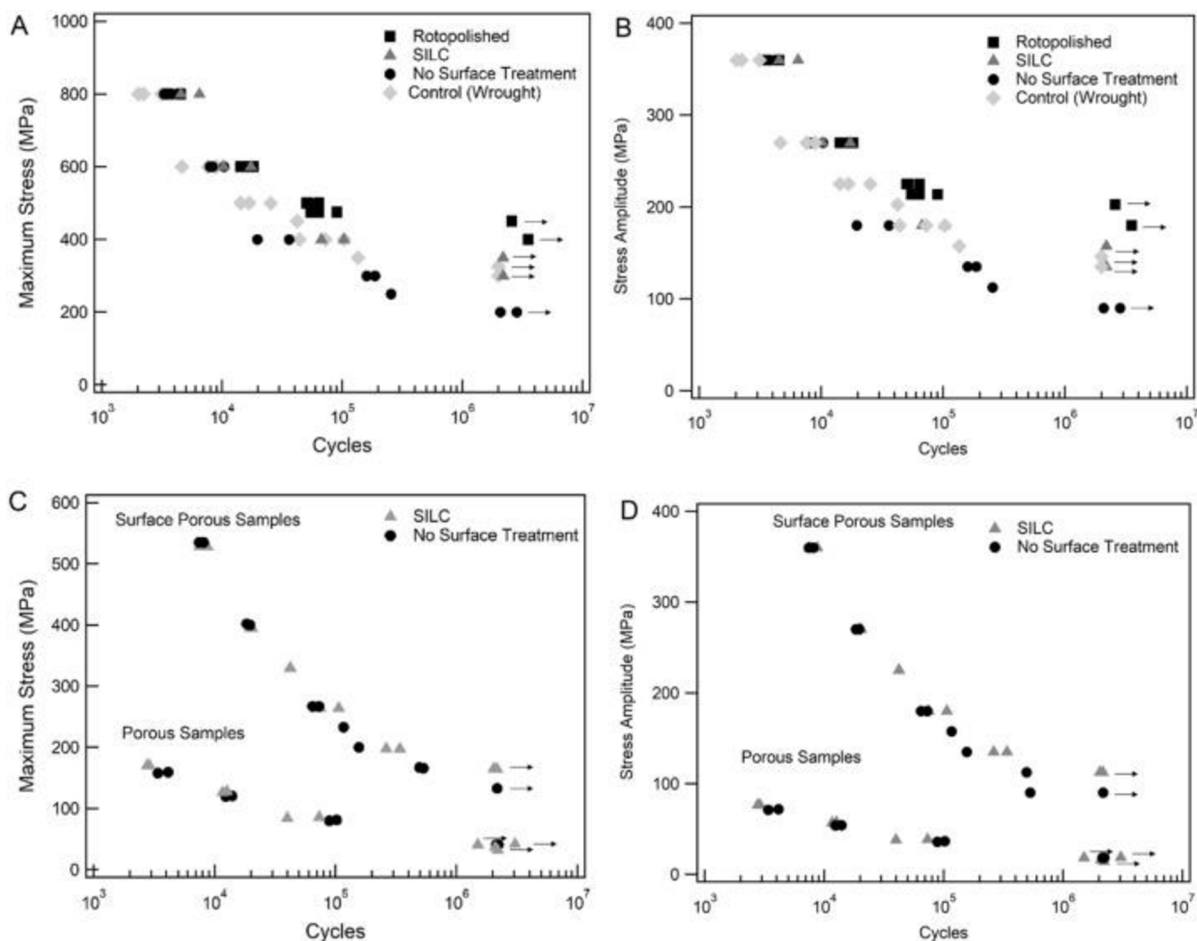 A
Maximum Stress (MPa)
1000
800
600
400
200
0
10³ 10⁴ 10⁵ 10⁶ 10⁷
Cycles
Rotopolished
SILC
No Surface Treatment
Control (Wrought)
B
Stress Amplitude (MPa)
400
300
200
100
0
10³ 10⁴ 10⁵ 10⁶ 10⁷
Cycles
Rotopolished
SILC
No Surface Treatment
Control (Wrought)
C
Maximum Stress (MPa)
600
500
400
300
200
100
0
10³ 10⁴ 10⁵ 10⁶ 10⁷
Cycles
Surface Porous Samples
SILC
No Surface Treatment
Porous Samples
D
Stress Amplitude (MPa)
400
300
200
100
0
10³ 10⁴ 10⁵ 10⁶ 10⁷
Cycles
Surface Porous Samples
SILC
No Surface Treatment
Porous Samples